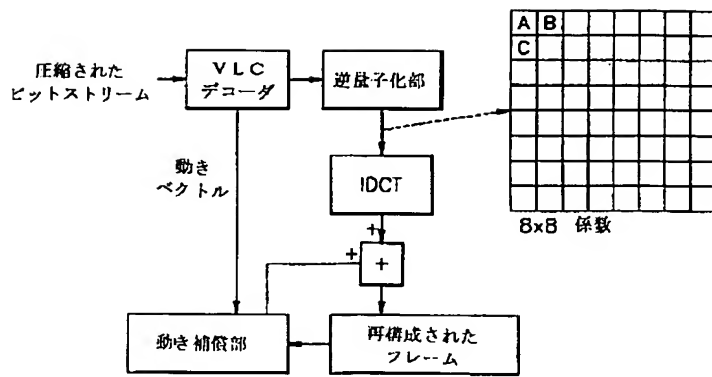 A B
C
圧縮された
ビットストリーム
VLC
デコーダ
逆量子化部
動き
ベクトル
IDCT
8x8 係数
+
+
+
動き補償部
再構成された
フレーム